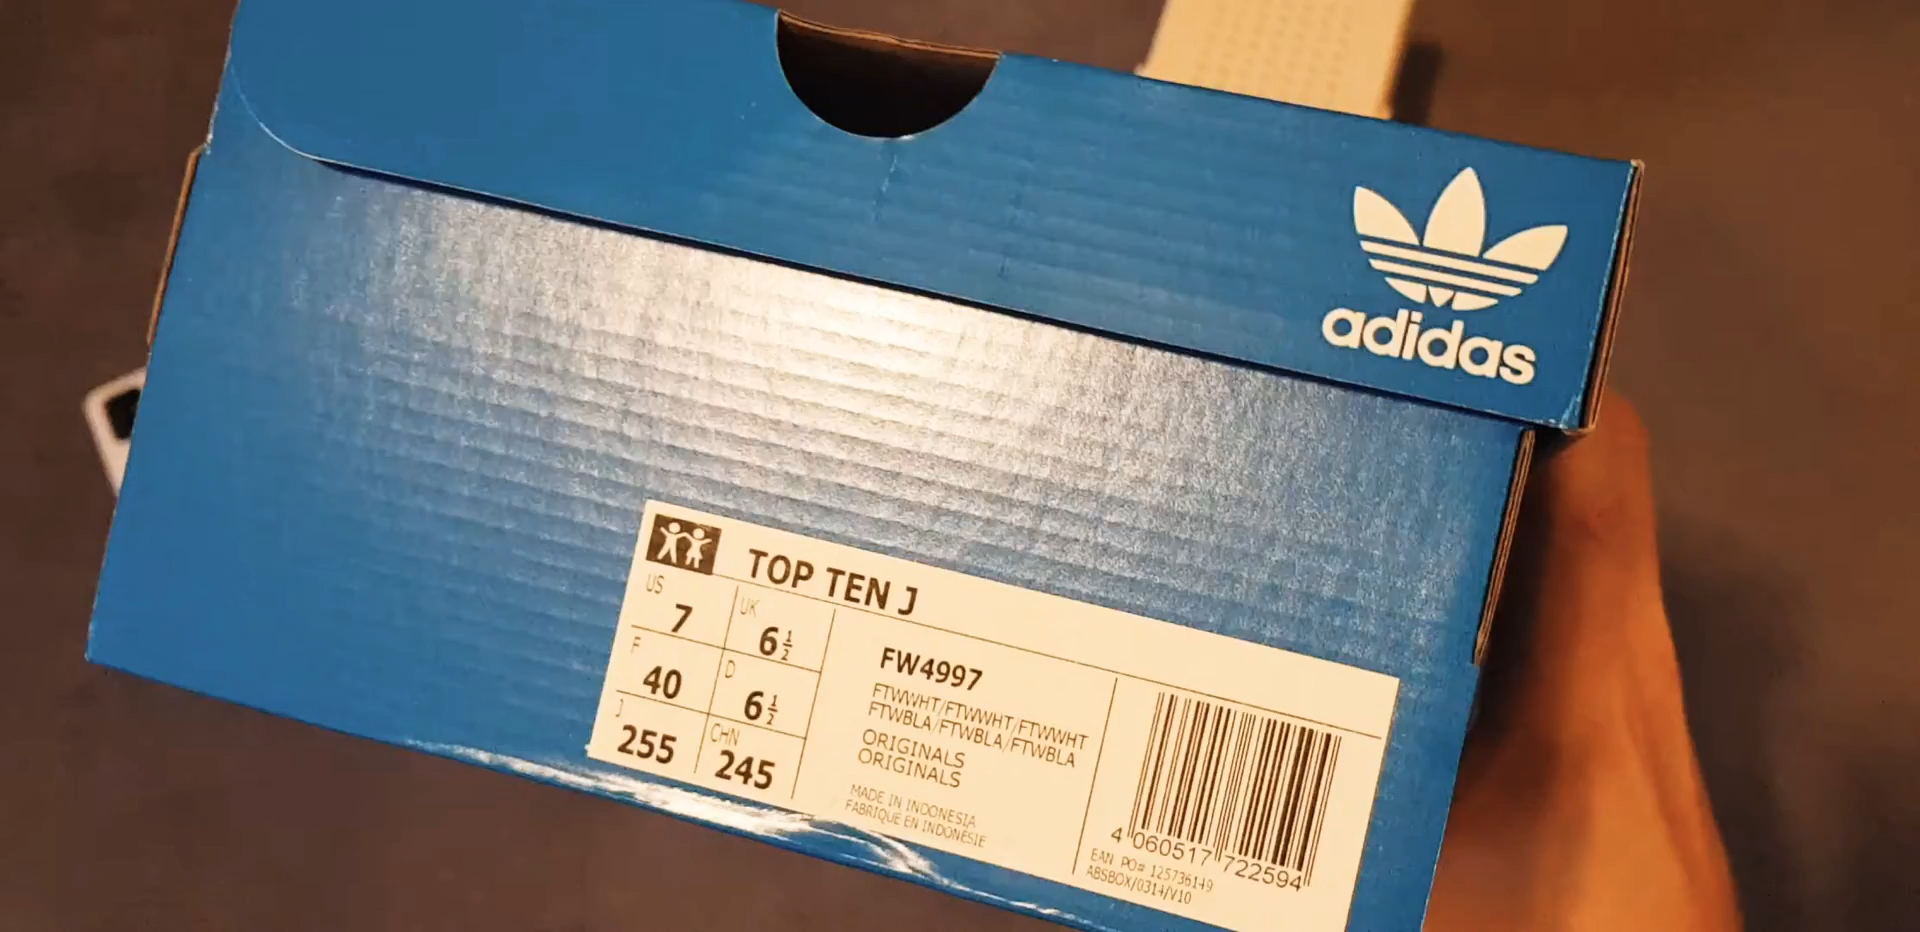 adidas
TOP TEN J
US 7 UK 6½
F 40 D 6½
J 255 CHN 245
FW4997
FTWWHT/FTWWHT/FTWWHT
FTWBLA/FTWBLA/FTWBLA
ORIGINALS
ORIGINALS
MADE IN INDONESIA
FABRIQUE EN INDONÉSIE
4 060517 722594
EAN PO# 125736149
ABSBOX/0314/V10